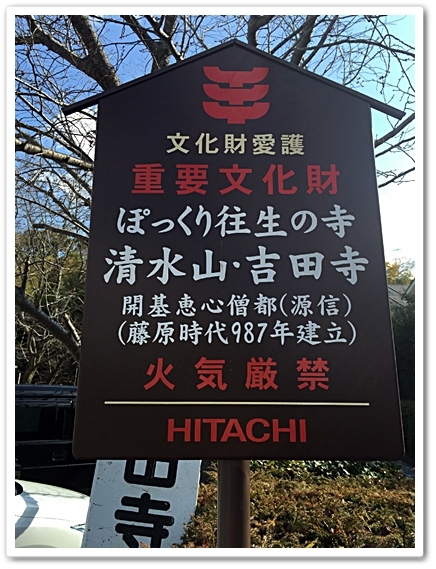 文化財愛護
重要文化財
ぽっくり往生の寺
清水山・吉田寺
開基恵心僧都(源信)
(藤原時代987年建立)
火気厳禁
HITACHI
田寺